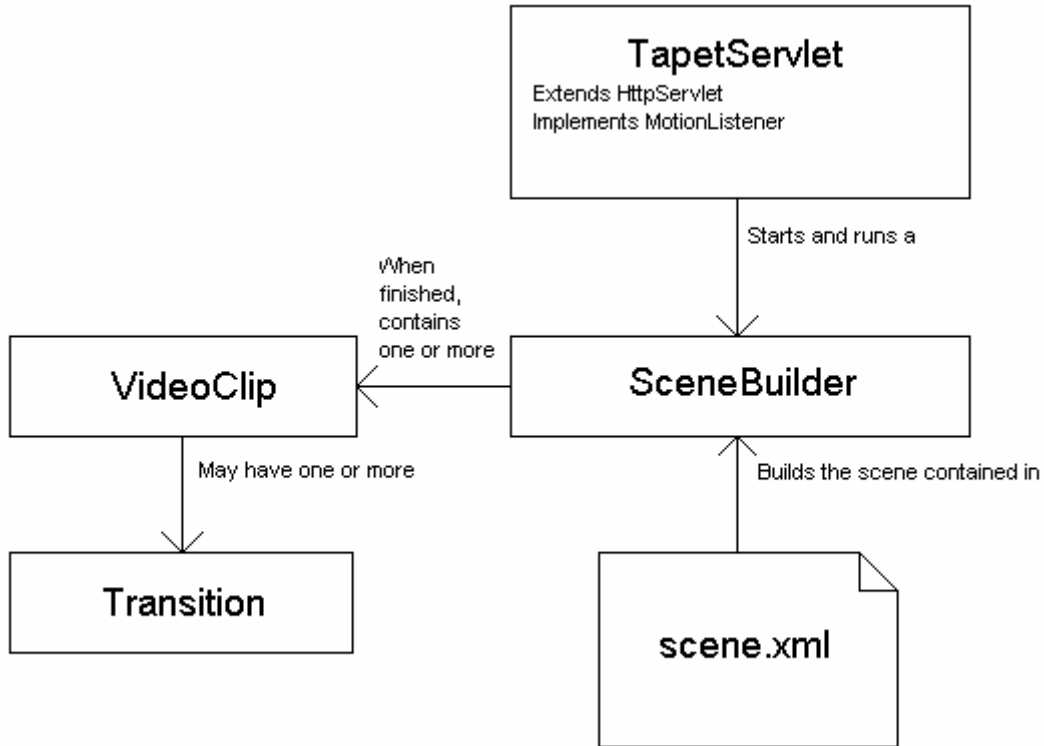 TapetServlet
Extends HttpServlet
Implements MotionListener
Starts and runs a
When
finished,
contains
one or more
VideoClip
SceneBuilder
May have one or more
Builds the scene contained in
Transition
scene.xml